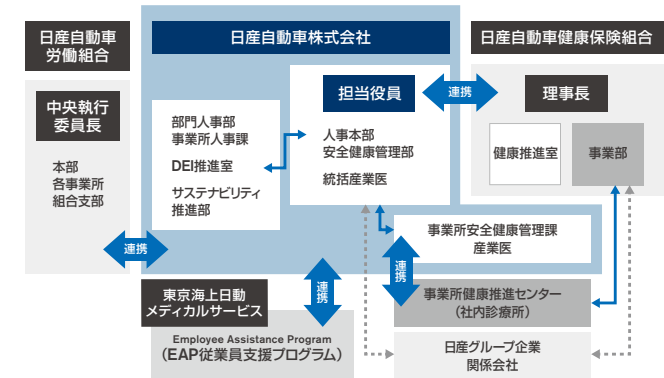 日産自動車
労働組合
中央執行
委員長
本部
各事業所
組合支部
連携
日産自動車株式会社
部門人事部
事業所人事課
DEI推進室
サステナビリティ
推進部
担当役員
人事本部
安全健康管理部
統括産業医
連携
日産自動車健康保険組合
理事長
健康推進室
事業部
事業所安全健康管理課
産業医
連携
連携
東京海上日動
メディカルサービス
Employee Assistance Program
（EAP従業員支援プログラム）
事業所健康推進センター
（社内診療所）
日産グループ企業
関係会社